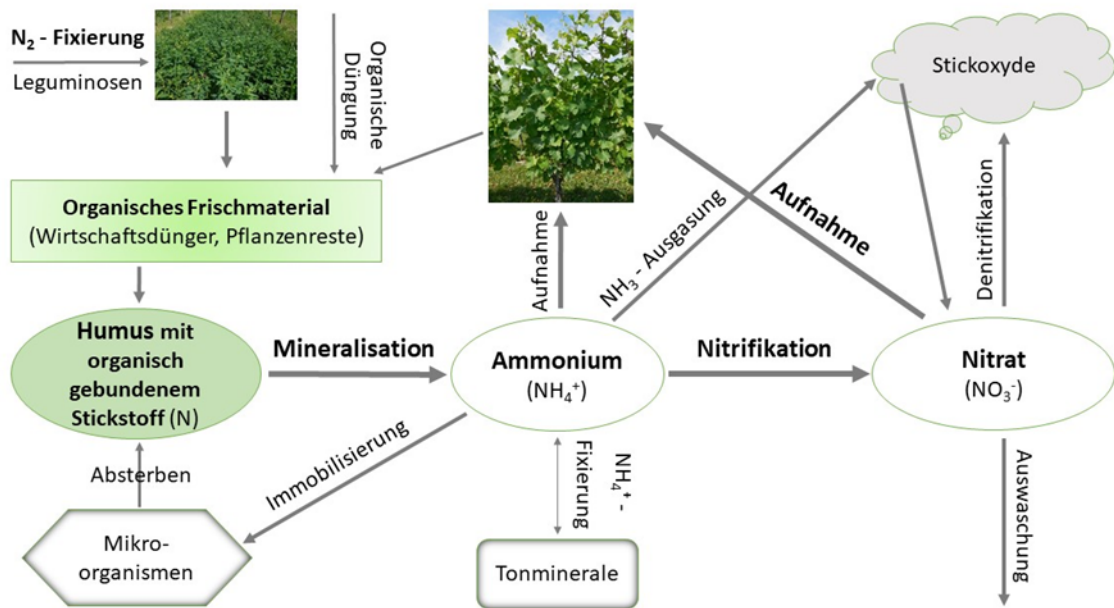 N₂ - Fixierung
Leguminosen
Organische
Düngung
Stickoxyde
Organisches Frischmaterial
(Wirtschaftsdünger, Pflanzenreste)
Aufnahme
NH₃ - Ausgasung
Aufnahme
Denitrifikation
Humus mit
organisch
gebundenem
Stickstoff (N)
Mineralisation
Ammonium
(NH₄⁺)
Nitrifikation
Nitrat
(NO₃⁻)
Absterben
Immobilisierung
NH₄⁺ -
Fixierung
Auswaschung
Mikro-
organismen
Tonminerale